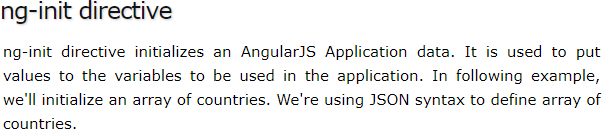 ng-init directive
ng-init directive initializes an AngularJS Application data. It is used to put
values to the variables to be used in the application. In following example,
we'll initialize an array of countries. We're using JSON syntax to define array of
countries.